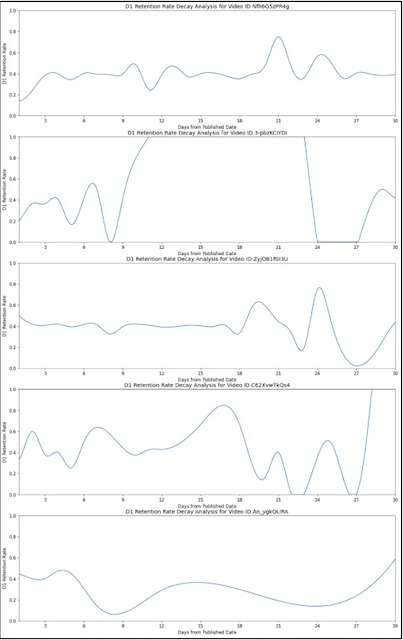 D1 Retention Rate Decay Analysis for Video ID Nfh6G5zPR4g
D1 Retention Rate
1.0
0.8
0.6
0.4
0.2
0.0
3 6 9 12 15 18 21 24 27 30
Days from Published Date
D1 Retention Rate Decay Analysis for Video ID
D1 Retention Rate
1.0
0.8
0.6
0.4
0.2
0.0
3 6 9 12 15 18 21 24 27 30
Days from Published Date
D1 Retention Rate Decay Analysis for Video ID
D1 Retention Rate
1.0
0.8
0.6
0.4
0.2
0.0
3 6 9 12 15 18 21 24 27 30
Days from Published Date
D1 Retention Rate Decay Analysis for Video ID C62XvwTkQs4
D1 Retention Rate
1.0
0.8
0.6
0.4
0.2
0.0
3 6 9 12 15 18 21 24 27 30
Days from Published Date
D1 Retention Rate Decay Analysis for Video ID
D1 Retention Rate
1.0
0.8
0.6
0.4
0.2
0.0
3 6 9 12 15 18 21 24 27 30
Days from Published Date